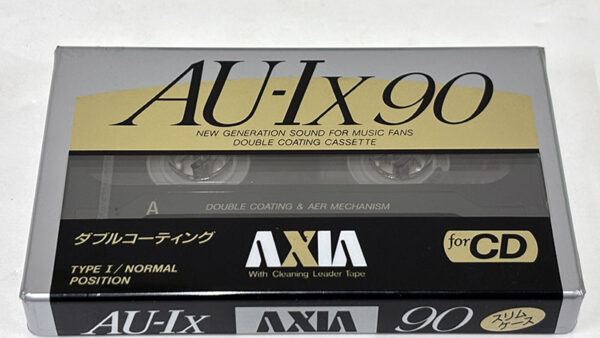 AU-Ix 90
NEW GENERATION SOUND FOR MUSIC FANS
DOUBLE COATING CASSETTE
A
DOUBLE COATING & AER MECHANISM
ダブルコーティング
TYPE I/NORMAL
POSITION
AXIA
With Cleaning Leader Tape
for CD
AU-Ix AXIA 90
スリム
ケース